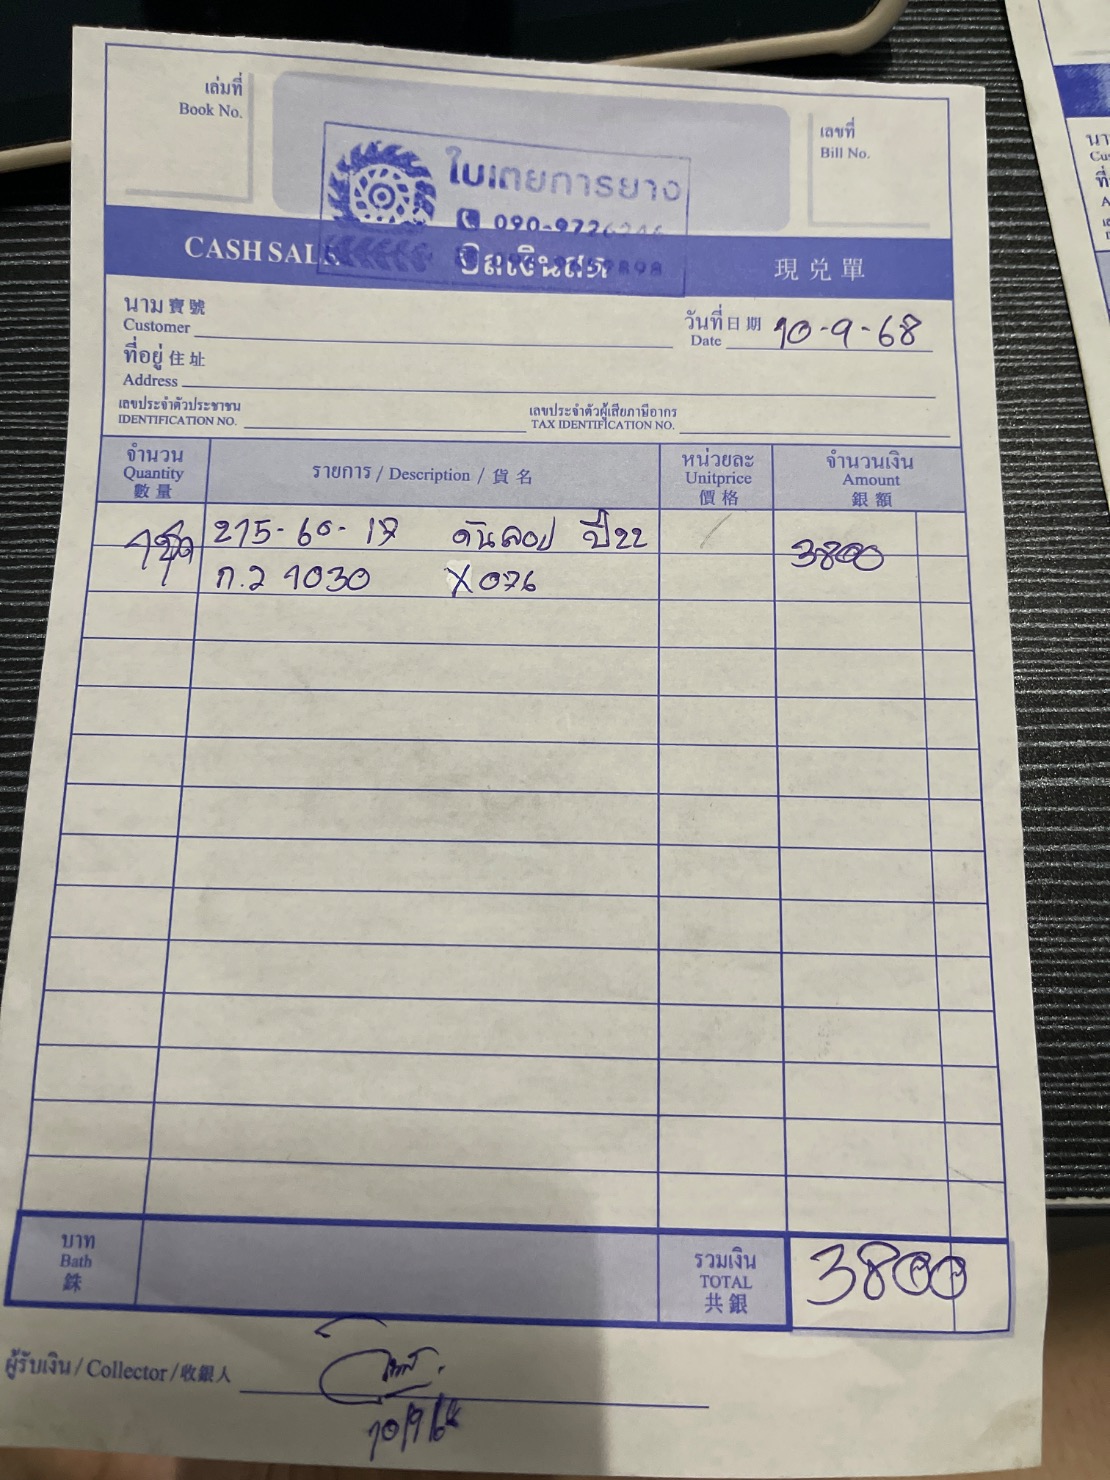 เล่มที่
Book No.
เลขที่
Bill No.
ใบเตยการยาง
CASH SALE บิลเงินสด 現兌單
นาม 寶號
Customer
วันที่ 日期
Date 10-9-68
ที่อยู่ 住址
Address
เลขประจำตัวประชาชน
IDENTIFICATION NO.
เลขประจำตัวผู้เสียภาษีอากร
TAX IDENTIFICATION NO.
จำนวน
Quantity
數量
รายการ / Description / 貨名
หน่วยละ
Unitprice
價格
จำนวนเงิน
Amount
銀額
215-60-17 ดันลอป ปี22
3800
ก.2 1030 X076
บาท
Bath
銖
รวมเงิน
TOTAL
共銀
3800
ผู้รับเงิน / Collector / 收銀人
10/9/68